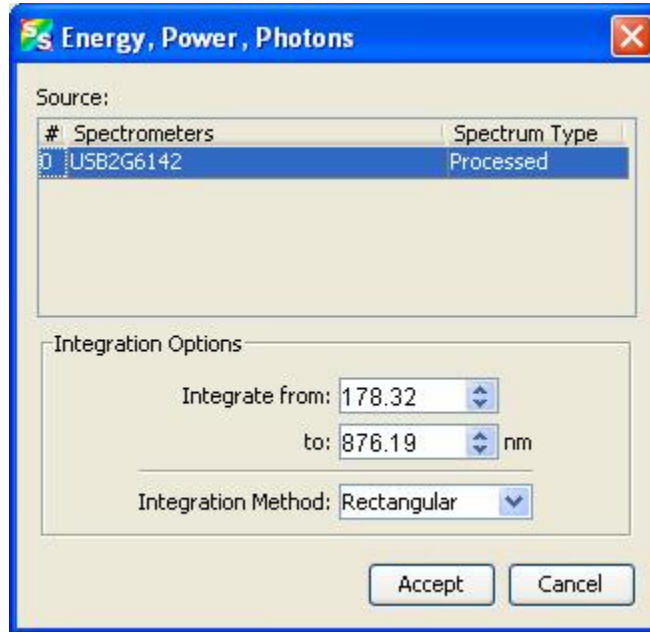 Energy, Power, Photons
Source:
# Spectrometers Spectrum Type
0 USB2G6142 Processed
Integration Options
Integrate from: 178.32
to: 876.19 nm
Integration Method: Rectangular
Accept Cancel